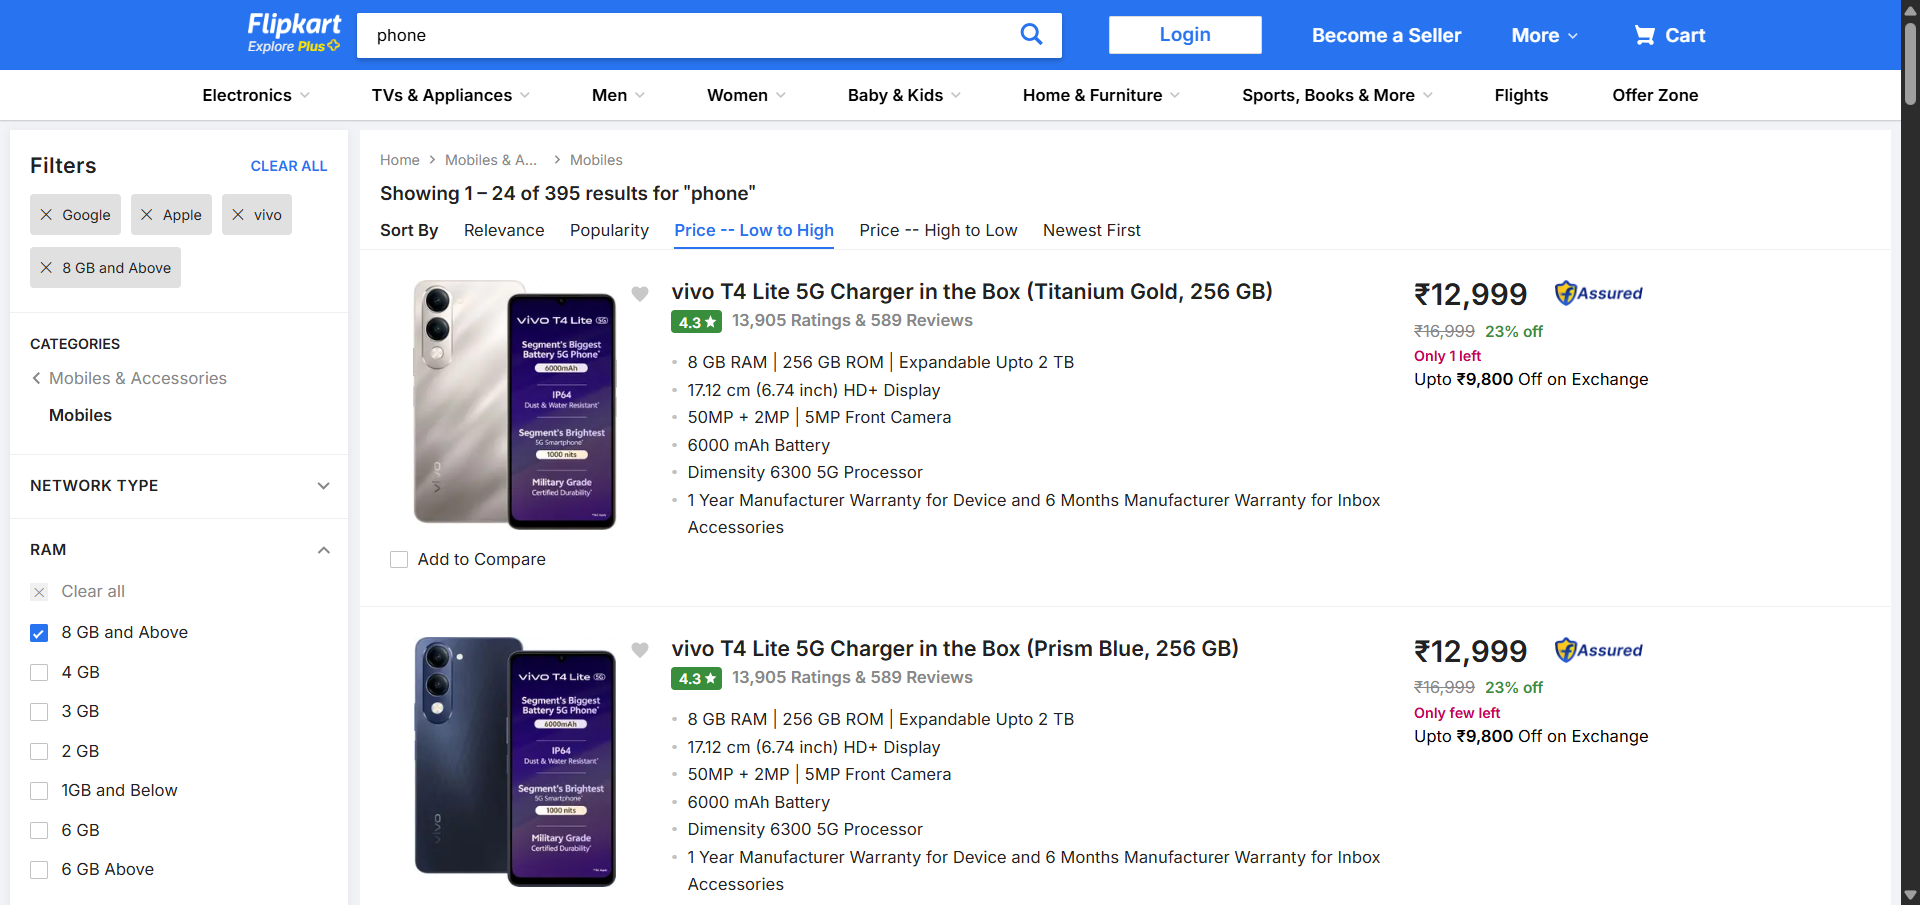 Flipkart
Explore Plus
phone
Login
Become a Seller
More
Cart
Electronics
TVs & Appliances
Men
Women
Baby & Kids
Home & Furniture
Sports, Books & More
Flights
Offer Zone
Filters
CLEAR ALL
Google
Apple
vivo
8 GB and Above
CATEGORIES
Mobiles & Accessories
Mobiles
NETWORK TYPE
RAM
Clear all
8 GB and Above
4 GB
3 GB
2 GB
1GB and Below
6 GB
6 GB Above
Home
Mobiles & A...
Mobiles
Showing 1 – 24 of 395 results for "phone"
Sort By
Relevance
Popularity
Price -- Low to High
Price -- High to Low
Newest First
vivo
vivo T4 Lite 5G
Segment's Biggest
Battery 5G Phone*
6000mAh
IP64
Dust & Water Resistant*
Segment's Brightest
5G Smartphone*
1000 nits
Military Grade
Certified Durability*
Add to Compare
vivo T4 Lite 5G Charger in the Box (Titanium Gold, 256 GB)
4.3
13,905 Ratings & 589 Reviews
8 GB RAM | 256 GB ROM | Expandable Upto 2 TB
17.12 cm (6.74 inch) HD+ Display
50MP + 2MP | 5MP Front Camera
6000 mAh Battery
Dimensity 6300 5G Processor
1 Year Manufacturer Warranty for Device and 6 Months Manufacturer Warranty for Inbox
Accessories
₹12,999
Assured
₹16,999 23% off
Only 1 left
Upto ₹9,800 Off on Exchange
vivo
vivo T4 Lite 5G
Segment's Biggest
Battery 5G Phone*
6000mAh
IP64
Dust & Water Resistant*
Segment's Brightest
5G Smartphone*
1000 nits
Military Grade
Certified Durability*
vivo T4 Lite 5G Charger in the Box (Prism Blue, 256 GB)
4.3
13,905 Ratings & 589 Reviews
8 GB RAM | 256 GB ROM | Expandable Upto 2 TB
17.12 cm (6.74 inch) HD+ Display
50MP + 2MP | 5MP Front Camera
6000 mAh Battery
Dimensity 6300 5G Processor
1 Year Manufacturer Warranty for Device and 6 Months Manufacturer Warranty for Inbox
Accessories
₹12,999
Assured
₹16,999 23% off
Only few left
Upto ₹9,800 Off on Exchange